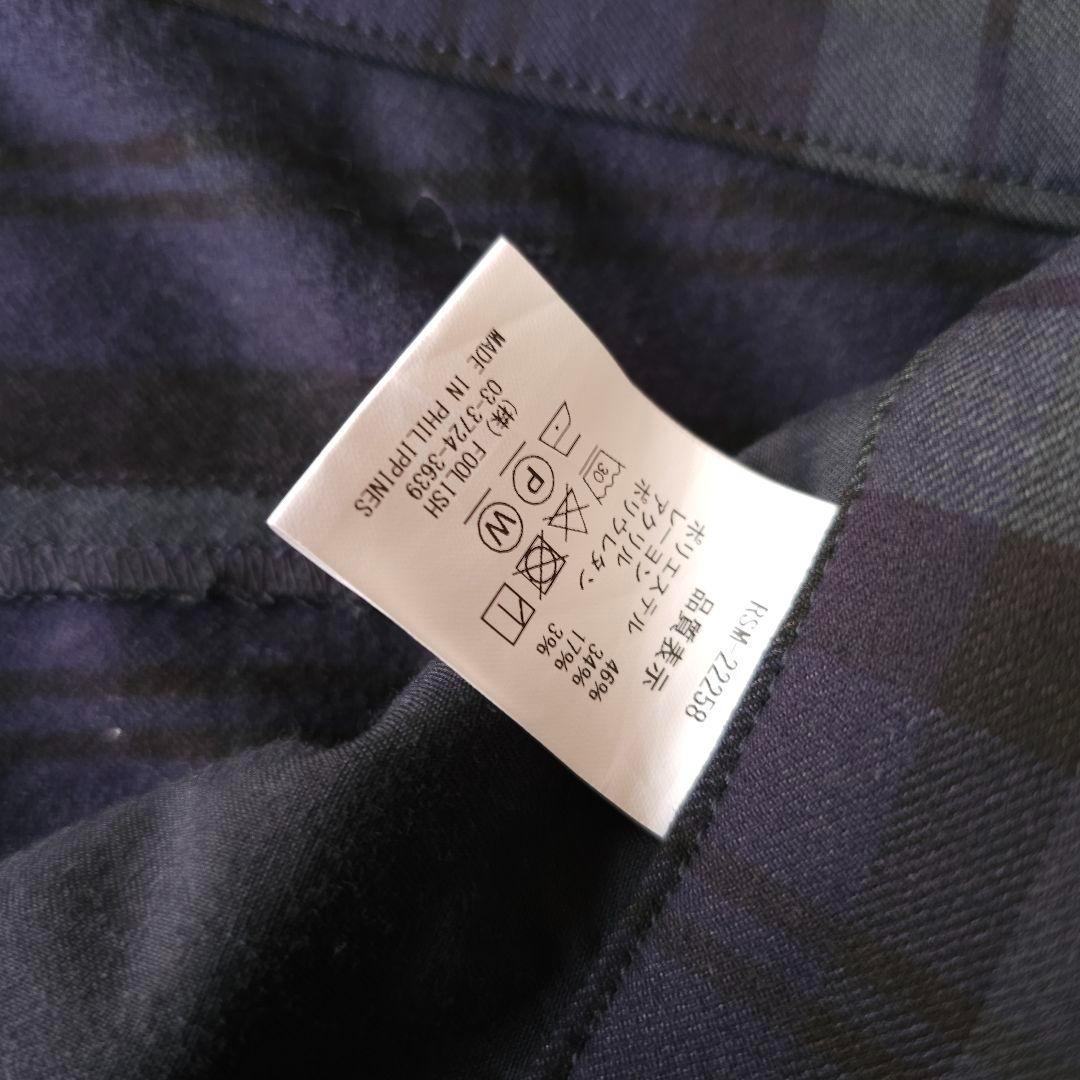 RSM-22258
品質表示
ポリエステル 46%
レーヨン 34%
アクリル 17%
ポリウレタン 3%
30
P W
(株) FOOLISH
03-3724-3639
MADE IN PHILIPPINES